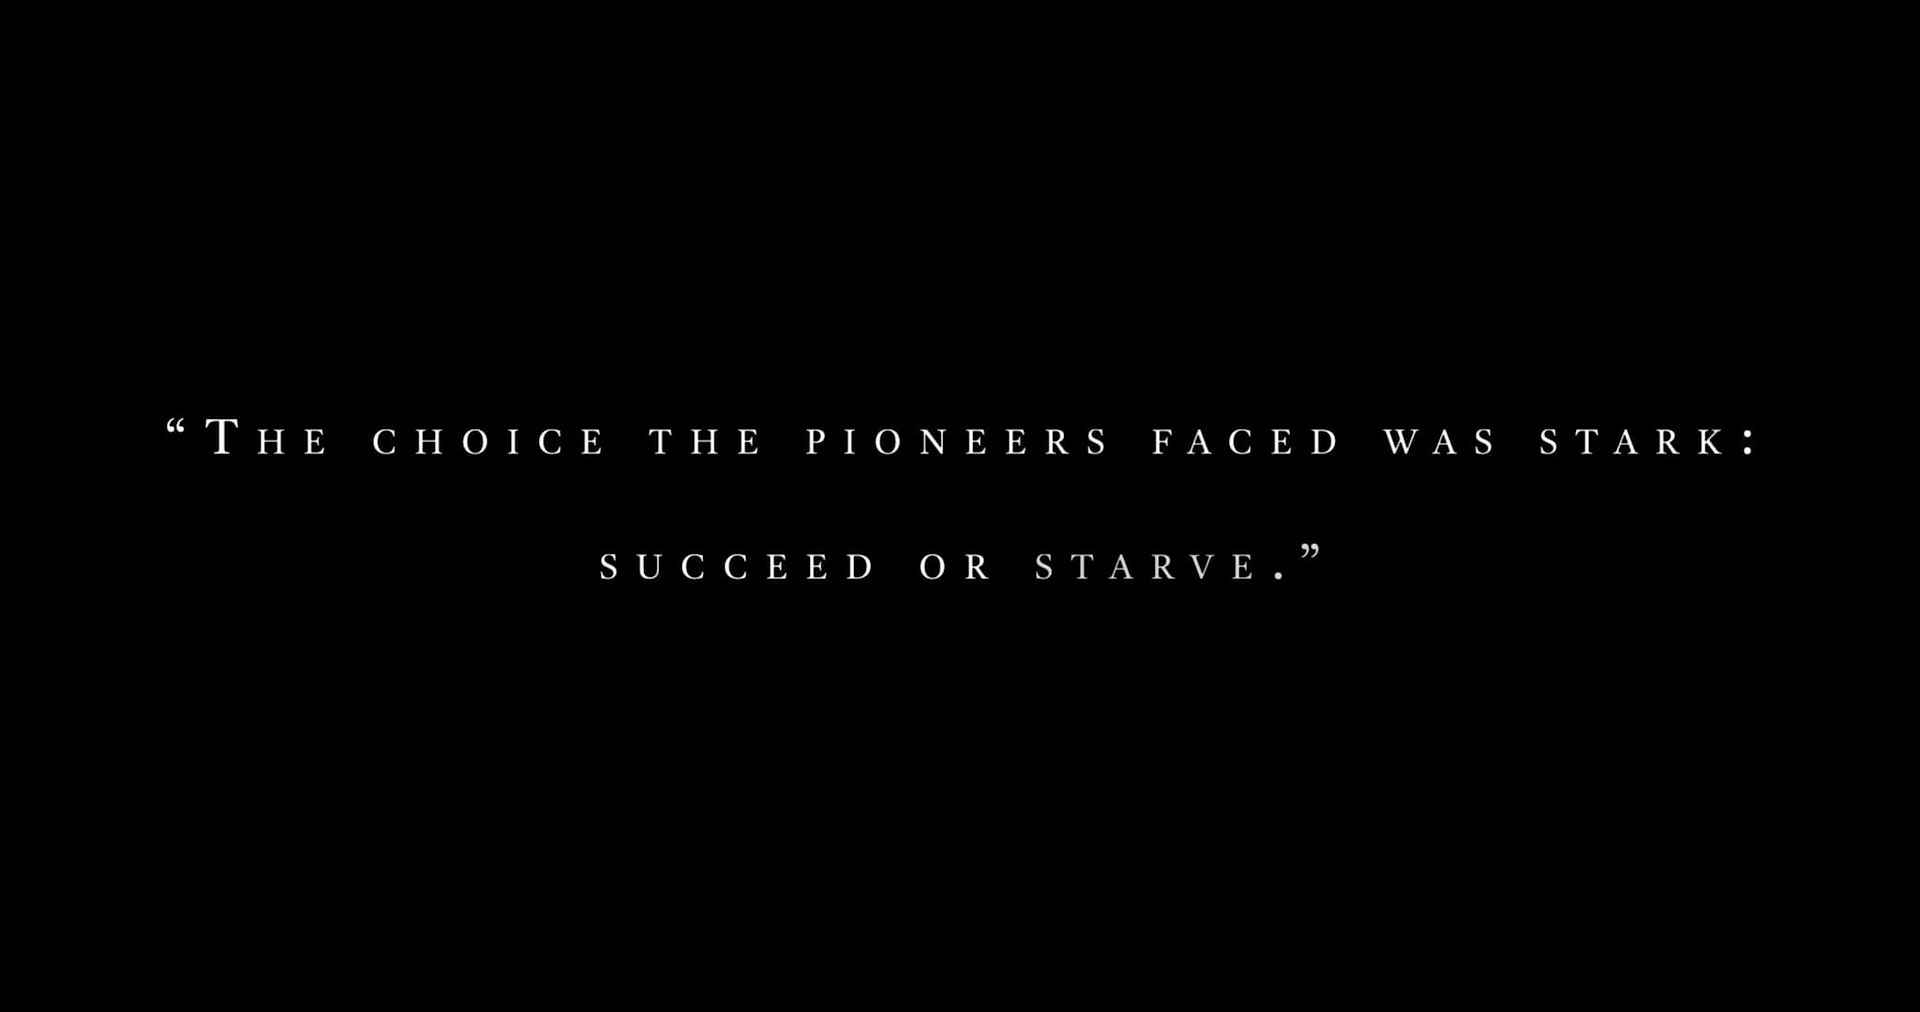 “The choice the pioneers faced was stark:
succeed or starve.”